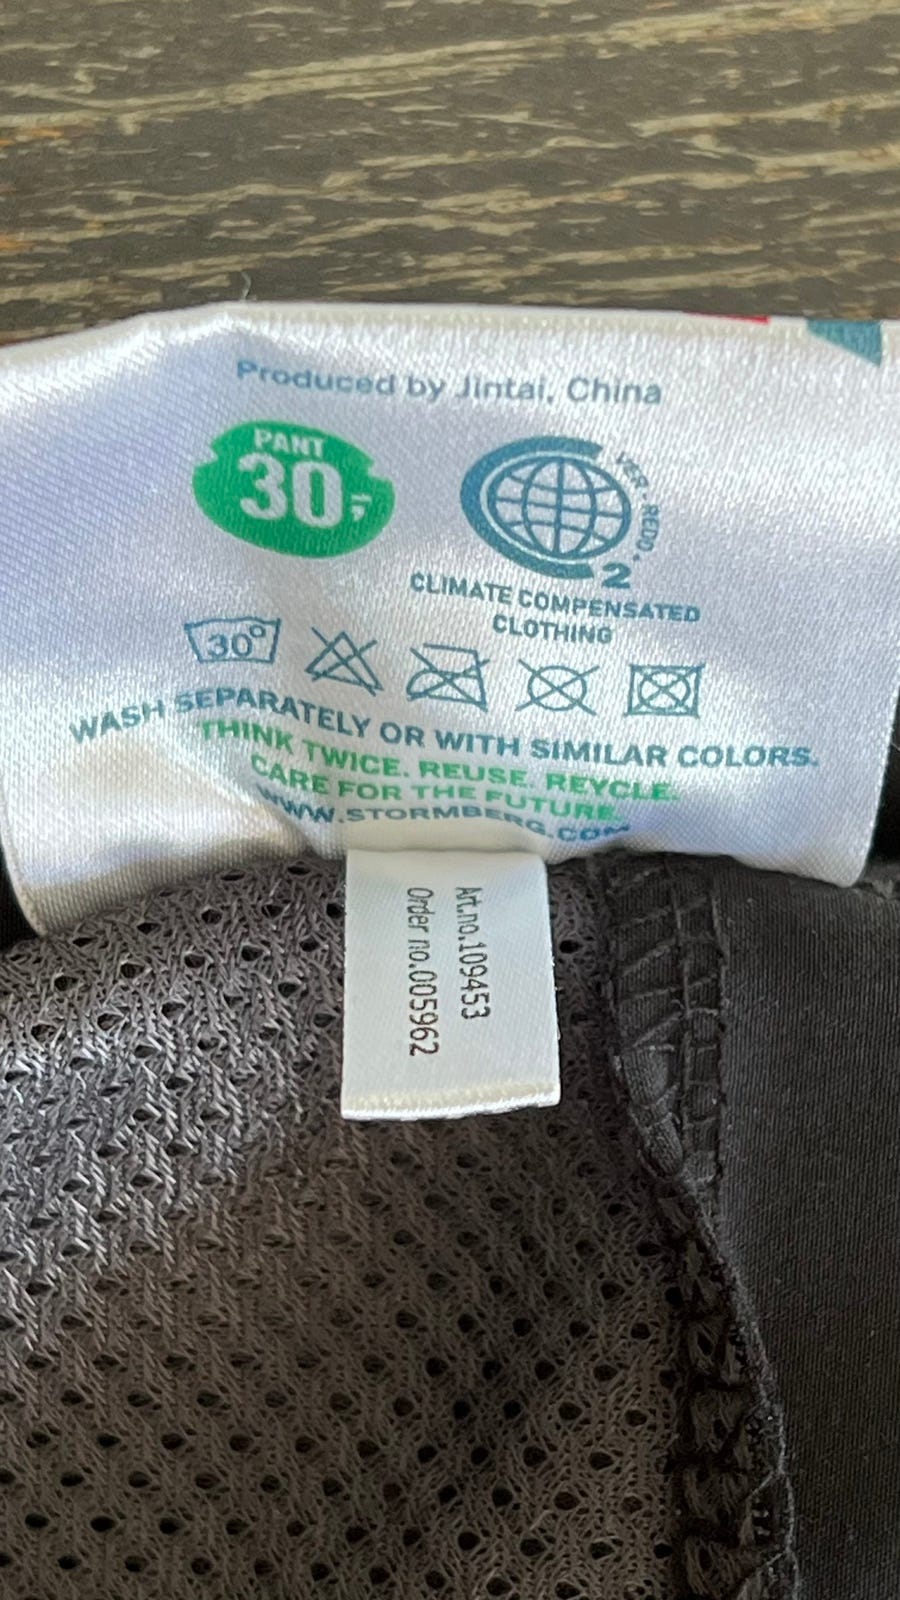 Produced by Jintai, China
PANT
30,-
VER-REDD.
2
CLIMATE COMPENSATED
CLOTHING
30°
WASH SEPARATELY OR WITH SIMILAR COLORS.
THINK TWICE. REUSE. REYCLE.
CARE FOR THE FUTURE.
WWW.STORMBERG.COM
Art.no.109453
Order no.005962